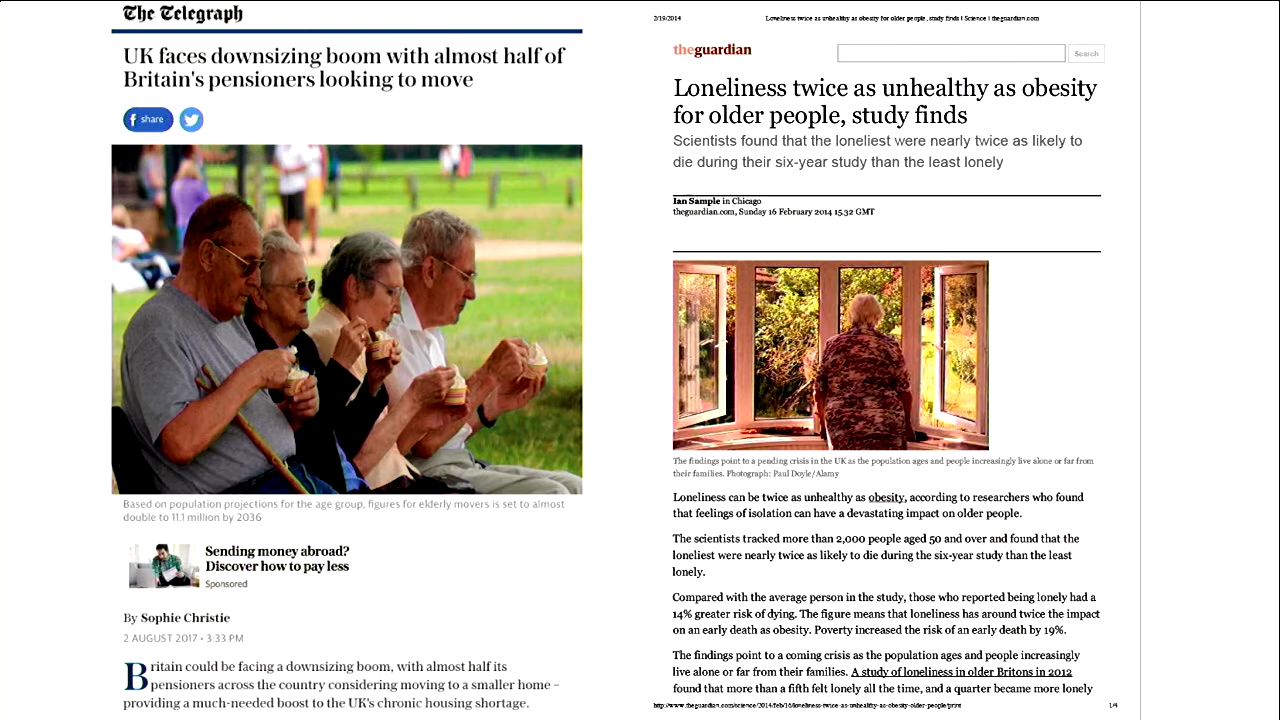 The Telegraph
UK faces downsizing boom with almost half of
Britain's pensioners looking to move
share
Based on population projections for the age group, figures for elderly movers is set to almost
double to 11.1 million by 2036
Sending money abroad?
Discover how to pay less
Sponsored
By Sophie Christie
2 AUGUST 2017 • 3:33 PM
Britain could be facing a downsizing boom, with almost half its
pensioners across the country considering moving to a smaller home –
providing a much-needed boost to the UK's chronic housing shortage.
2/19/2014
Loneliness twice as unhealthy as obesity for older people, study finds | Science | theguardian.com
theguardian
Search
Loneliness twice as unhealthy as obesity
for older people, study finds
Scientists found that the loneliest were nearly twice as likely to
die during their six-year study than the least lonely
Ian Sample in Chicago
theguardian.com, Sunday 16 February 2014 15.32 GMT
The findings point to a pending crisis in the UK as the population ages and people increasingly live alone or far from
their families. Photograph: Paul Doyle/Alamy
Loneliness can be twice as unhealthy as obesity, according to researchers who found
that feelings of isolation can have a devastating impact on older people.
The scientists tracked more than 2,000 people aged 50 and over and found that the
loneliest were nearly twice as likely to die during the six-year study than the least
lonely.
Compared with the average person in the study, those who reported being lonely had a
14% greater risk of dying. The figure means that loneliness has around twice the impact
on an early death as obesity. Poverty increased the risk of an early death by 19%.
The findings point to a coming crisis as the population ages and people increasingly
live alone or far from their families. A study of loneliness in older Britons in 2012
found that more than a fifth felt lonely all the time, and a quarter became more lonely
http://www.theguardian.com/science/2014/feb/16/loneliness-twice-as-unhealthy-as-obesity-older-people/print
1/4